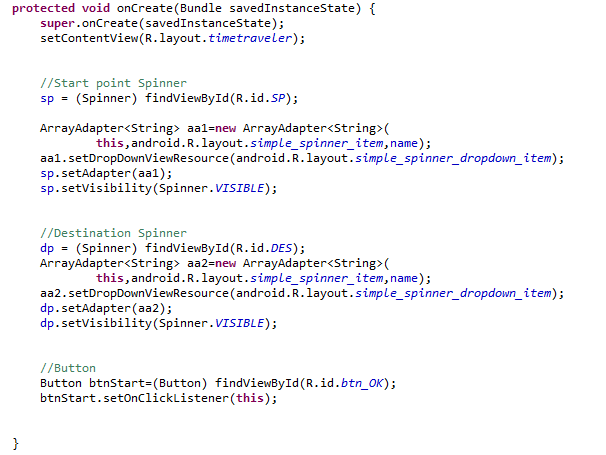 protected void onCreate(Bundle savedInstanceState) {
super.onCreate(savedInstanceState);
setContentView(R.layout.timetraveler);
//Start point Spinner
sp = (Spinner) findViewById(R.id.SP);
ArrayAdapter<String> aa1=new ArrayAdapter<String>(
this,android.R.layout.simple_spinner_item,name);
aa1.setDropDownViewResource(android.R.layout.simple_spinner_dropdown_item);
sp.setAdapter(aa1);
sp.setVisibility(Spinner.VISIBLE);
//Destination Spinner
dp = (Spinner) findViewById(R.id.DES);
ArrayAdapter<String> aa2=new ArrayAdapter<String>(
this,android.R.layout.simple_spinner_item,name);
aa2.setDropDownViewResource(android.R.layout.simple_spinner_dropdown_item);
dp.setAdapter(aa2);
dp.setVisibility(Spinner.VISIBLE);
//Button
Button btnStart=(Button) findViewById(R.id.btn_OK);
btnStart.setOnClickListener(this);
}